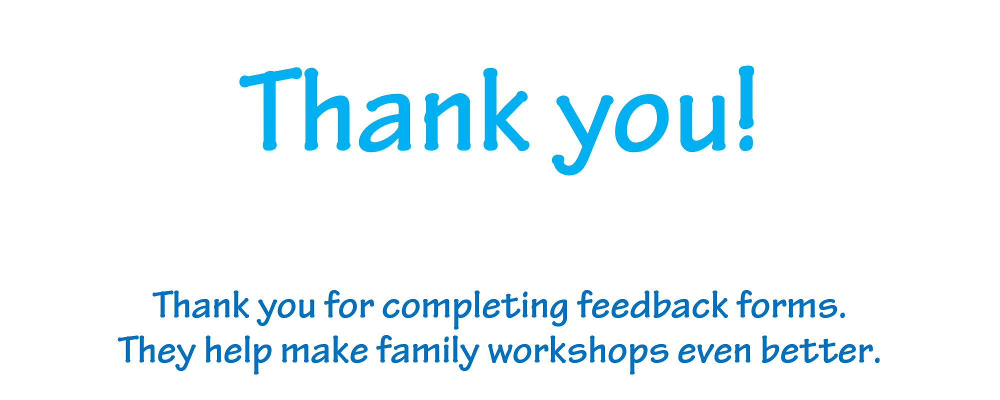 Thank you!
Thank you for completing feedback forms.
They help make family workshops even better.